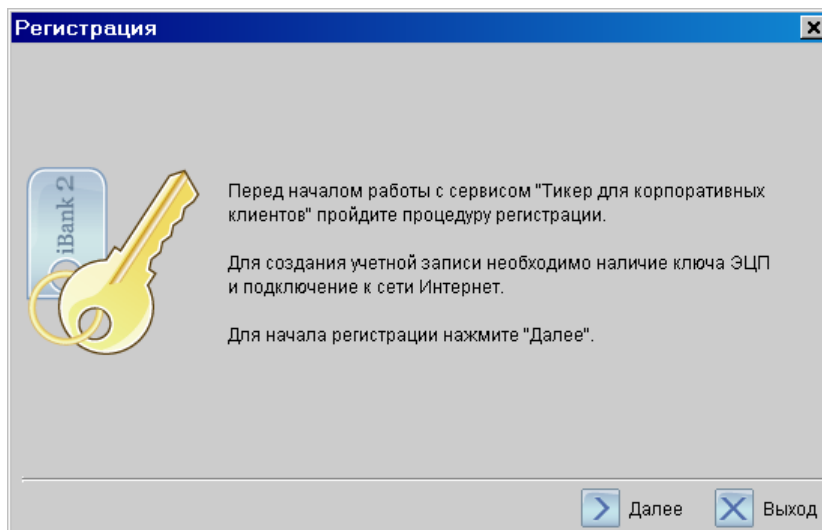 Регистрация
iBank 2
Перед началом работы с сервисом "Тикер для корпоративных
клиентов" пройдите процедуру регистрации.
Для создания учетной записи необходимо наличие ключа ЭЦП
и подключение к сети Интернет.
Для начала регистрации нажмите "Далее".
Далее
Выход